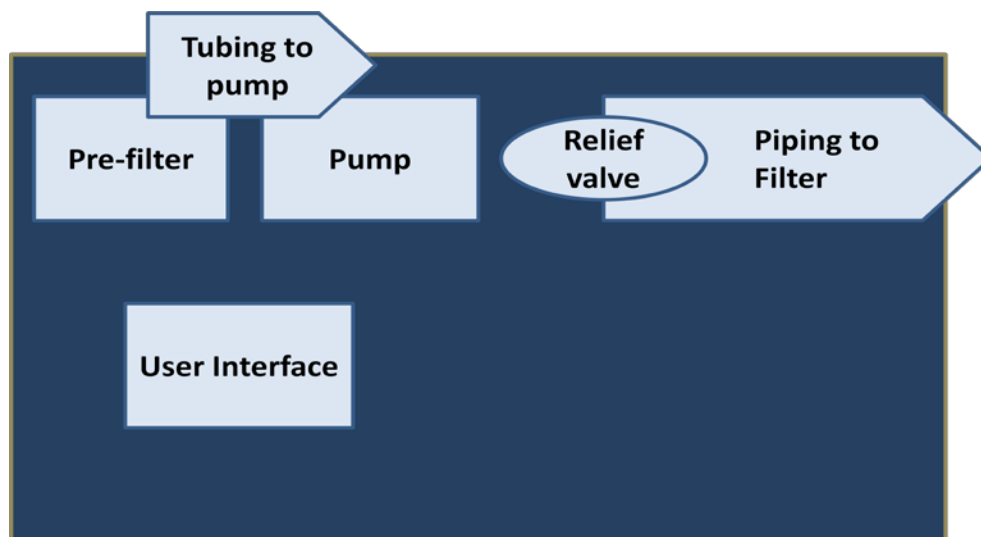 Tubing to
pump
Pre-filter
Pump
Relief
valve
Piping to
Filter
User Interface